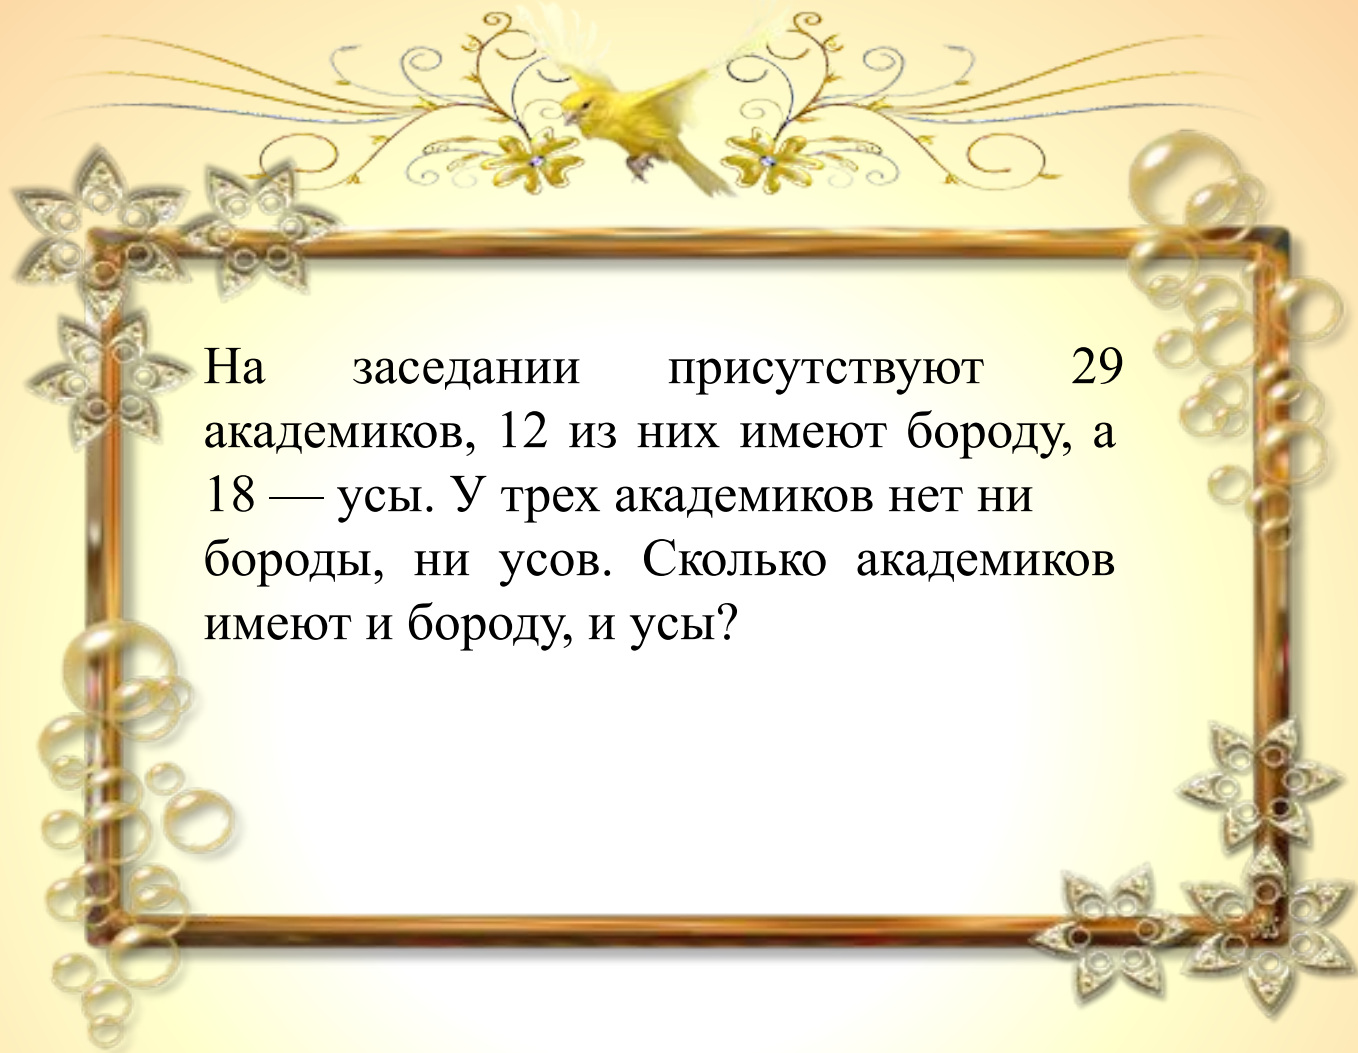 На заседании присутствуют 29
академиков, 12 из них имеют бороду, а
18 — усы. У трех академиков нет ни
бороды, ни усов. Сколько академиков
имеют и бороду, и усы?